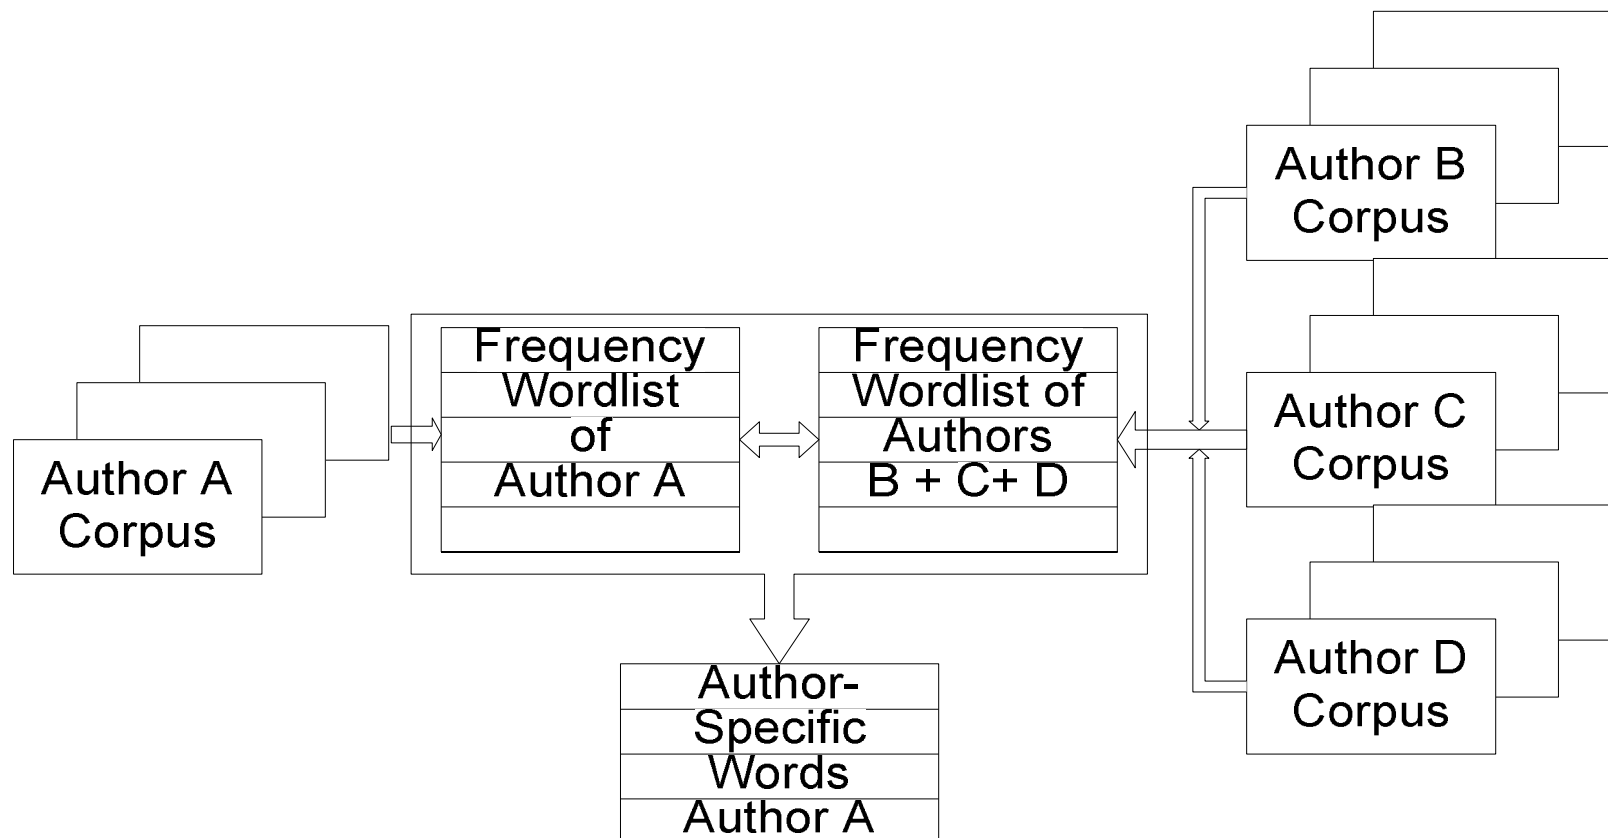 Author A
Corpus
Frequency
Wordlist
of
Author A
Frequency
Wordlist of
Authors
B + C+ D
Author B
Corpus
Author C
Corpus
Author D
Corpus
Author-
Specific
Words
Author A